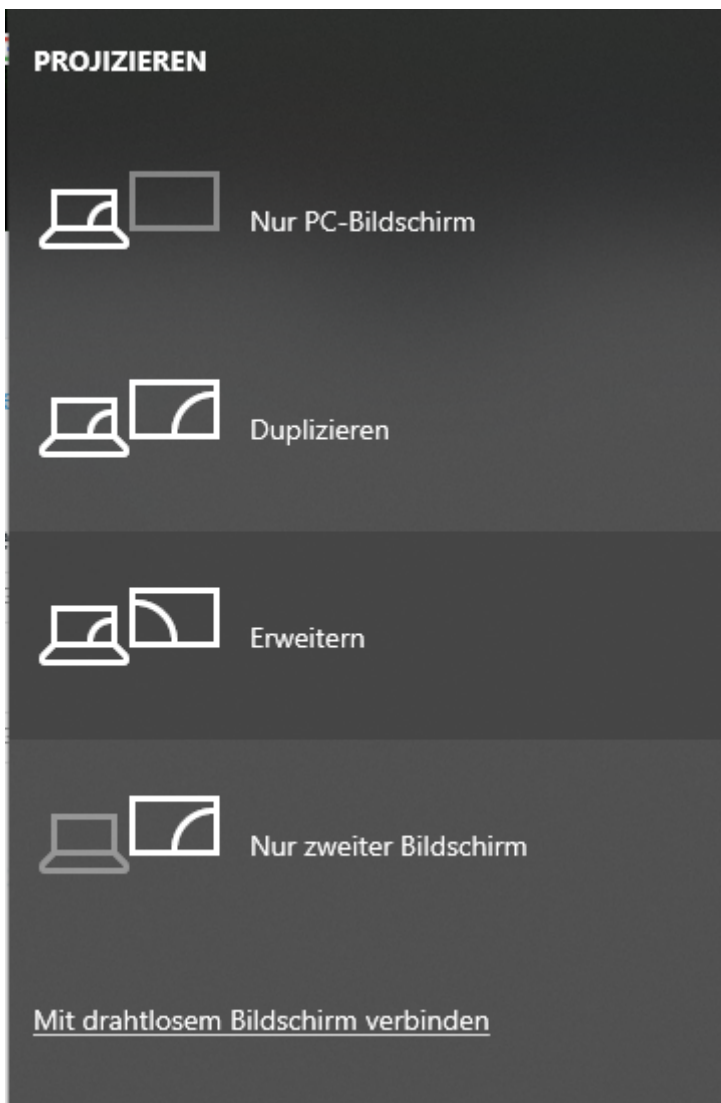 PROJIZIEREN
Nur PC-Bildschirm
Duplizieren
Erweitern
Nur zweiter Bildschirm
Mit drahtlosem Bildschirm verbinden